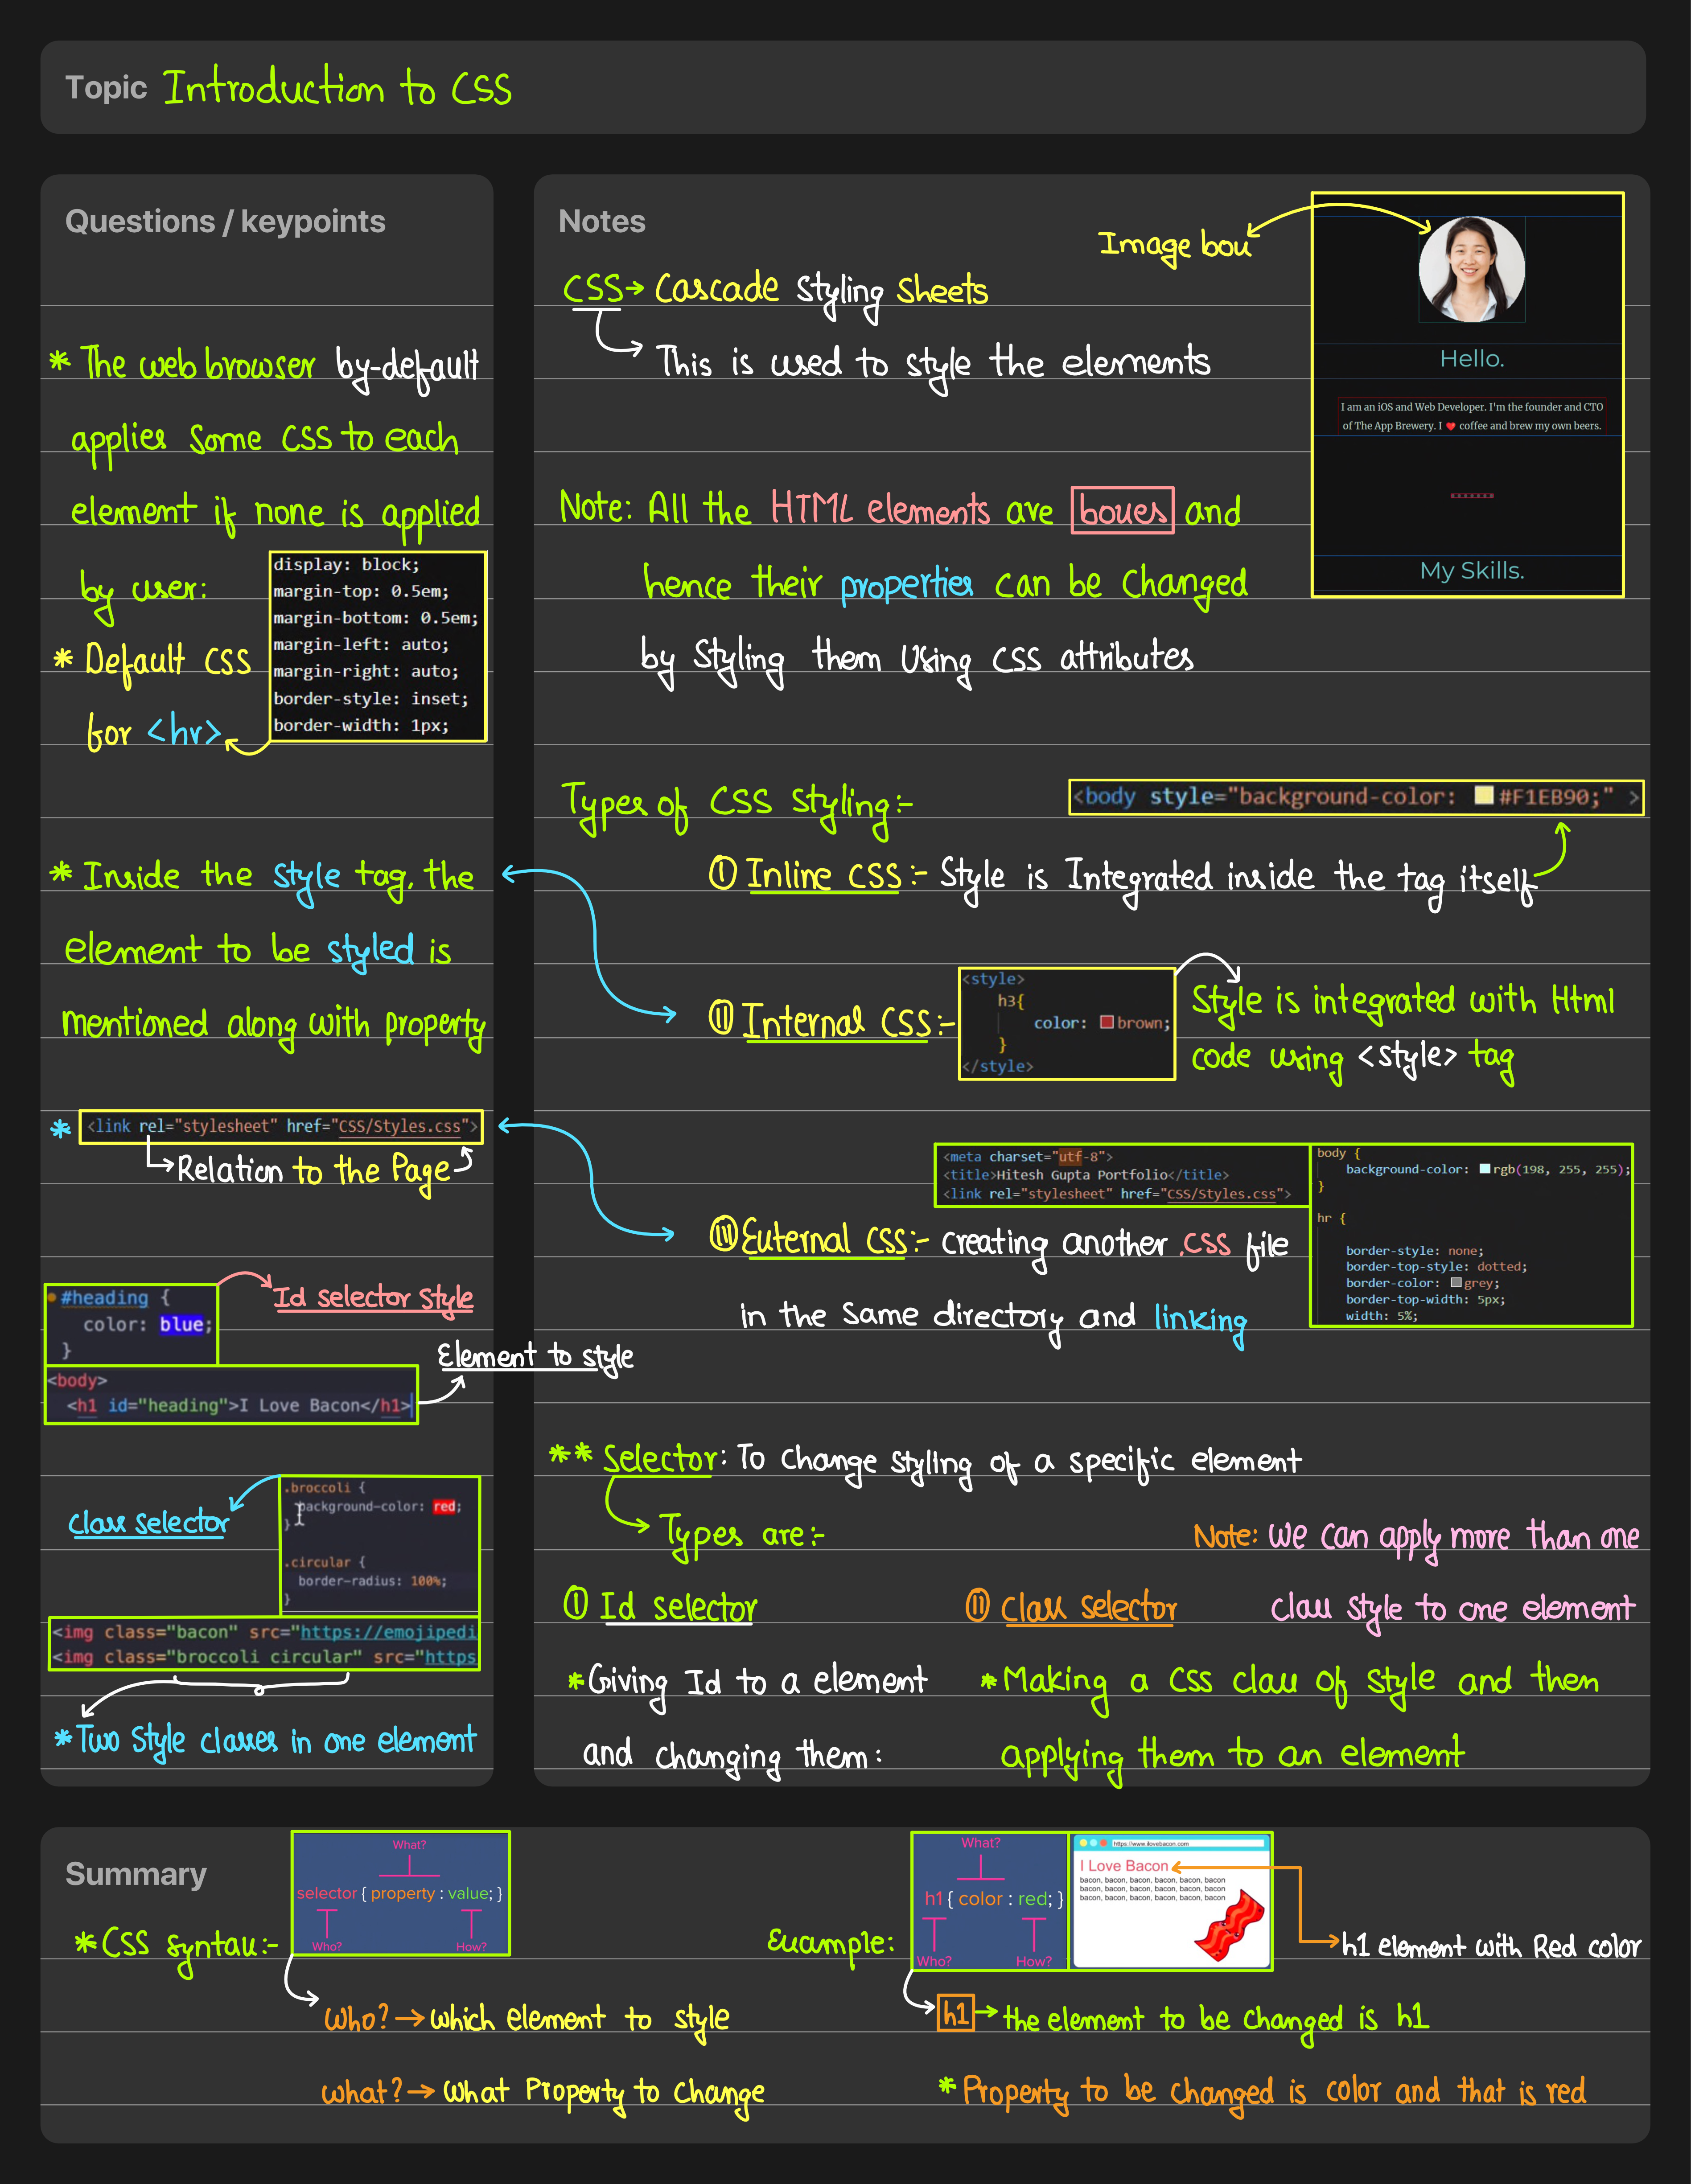 Topic Introduction to CSS
Questions / keypoints
* The web browser by-default
applies some CSS to each
element if none is applied
by user:
display: block;
margin-top: 0.5em;
margin-bottom: 0.5em;
margin-left: auto;
margin-right: auto;
border-style: inset;
border-width: 1px;
* Default CSS
for <hr>
* Inside the style tag, the
element to be styled is
mentioned along with property
* <link rel="stylesheet" href="CSS/Styles.css">
Relation to the Page
#heading {
color: blue;
}
Id selector style
<body>
<h1 id="heading">I Love Bacon</h1>
Element to style
Class selector
.broccoli {
background-color: red;
}
.circular {
border-radius: 100%;
}
<img class="bacon" src="https://emojipedi
<img class="broccoli circular" src="https
* Two style classes in one element
Notes
Image box
CSS → Cascade Styling Sheets
This is used to style the elements
Hello.
I am an iOS and Web Developer. I'm the founder and CTO
of The App Brewery. I ❤ coffee and brew my own beers.
My Skills.
Note: All the HTML elements are boxes and
hence their properties can be changed
by styling them using CSS attributes
Types of CSS styling:-
<body style="background-color: #F1EB90;" >
① Inline CSS:- Style is Integrated inside the tag itself
② Internal CSS:-
<style>
h3{
color: brown;
}
</style>
Style is integrated with Html
code using <style> tag
<meta charset="utf-8">
<title>Hitesh Gupta Portfolio</title>
<link rel="stylesheet" href="CSS/Styles.css">
body {
background-color: rgb(198, 255, 255);
}
hr {
border-style: none;
border-top-style: dotted;
border-color: grey;
border-top-width: 5px;
width: 5%;
③ External CSS:- creating another .css file
in the same directory and linking
** Selector: To change styling of a specific element
Types are:-
Note: we can apply more than one
class style to one element
① Id selector
* Giving Id to a element
and changing them:
② Class selector
* Making a CSS class of style and then
applying them to an element
Summary
* CSS syntax:-
What?
selector { property : value; }
Who? How?
Who? → which element to style
what? → what Property to change
Example:
What?
h1 { color : red; }
Who? How?
https://www.ilovebacon.com
I Love Bacon
bacon, bacon, bacon, bacon, bacon, bacon
bacon, bacon, bacon, bacon, bacon, bacon
bacon, bacon, bacon, bacon, bacon, bacon
h1 element with Red color
h1 → the element to be changed is h1
* Property to be changed is color and that is red